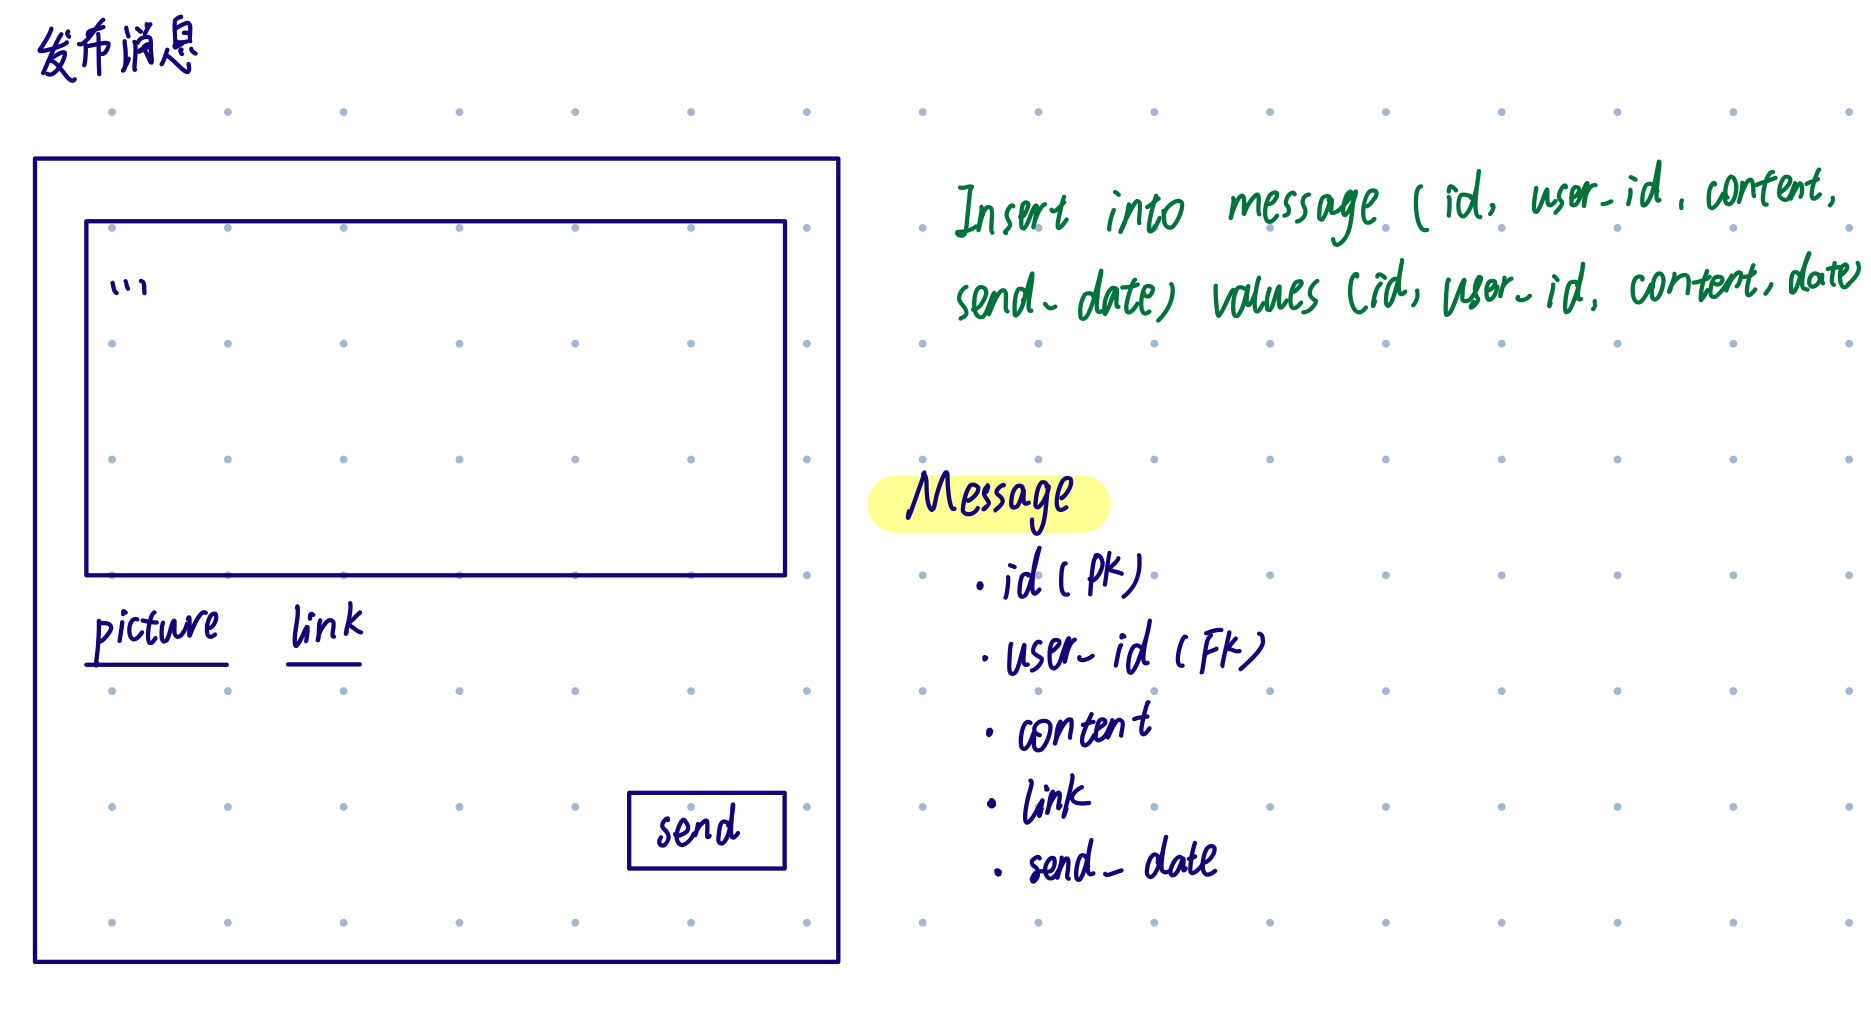 发布消息
...
picture link
send
Insert into message (id, user_id, content,
send_date) values (id, user_id, content, date)
Message
· id (PK)
· user_id (FK)
· content
· link
· send_date